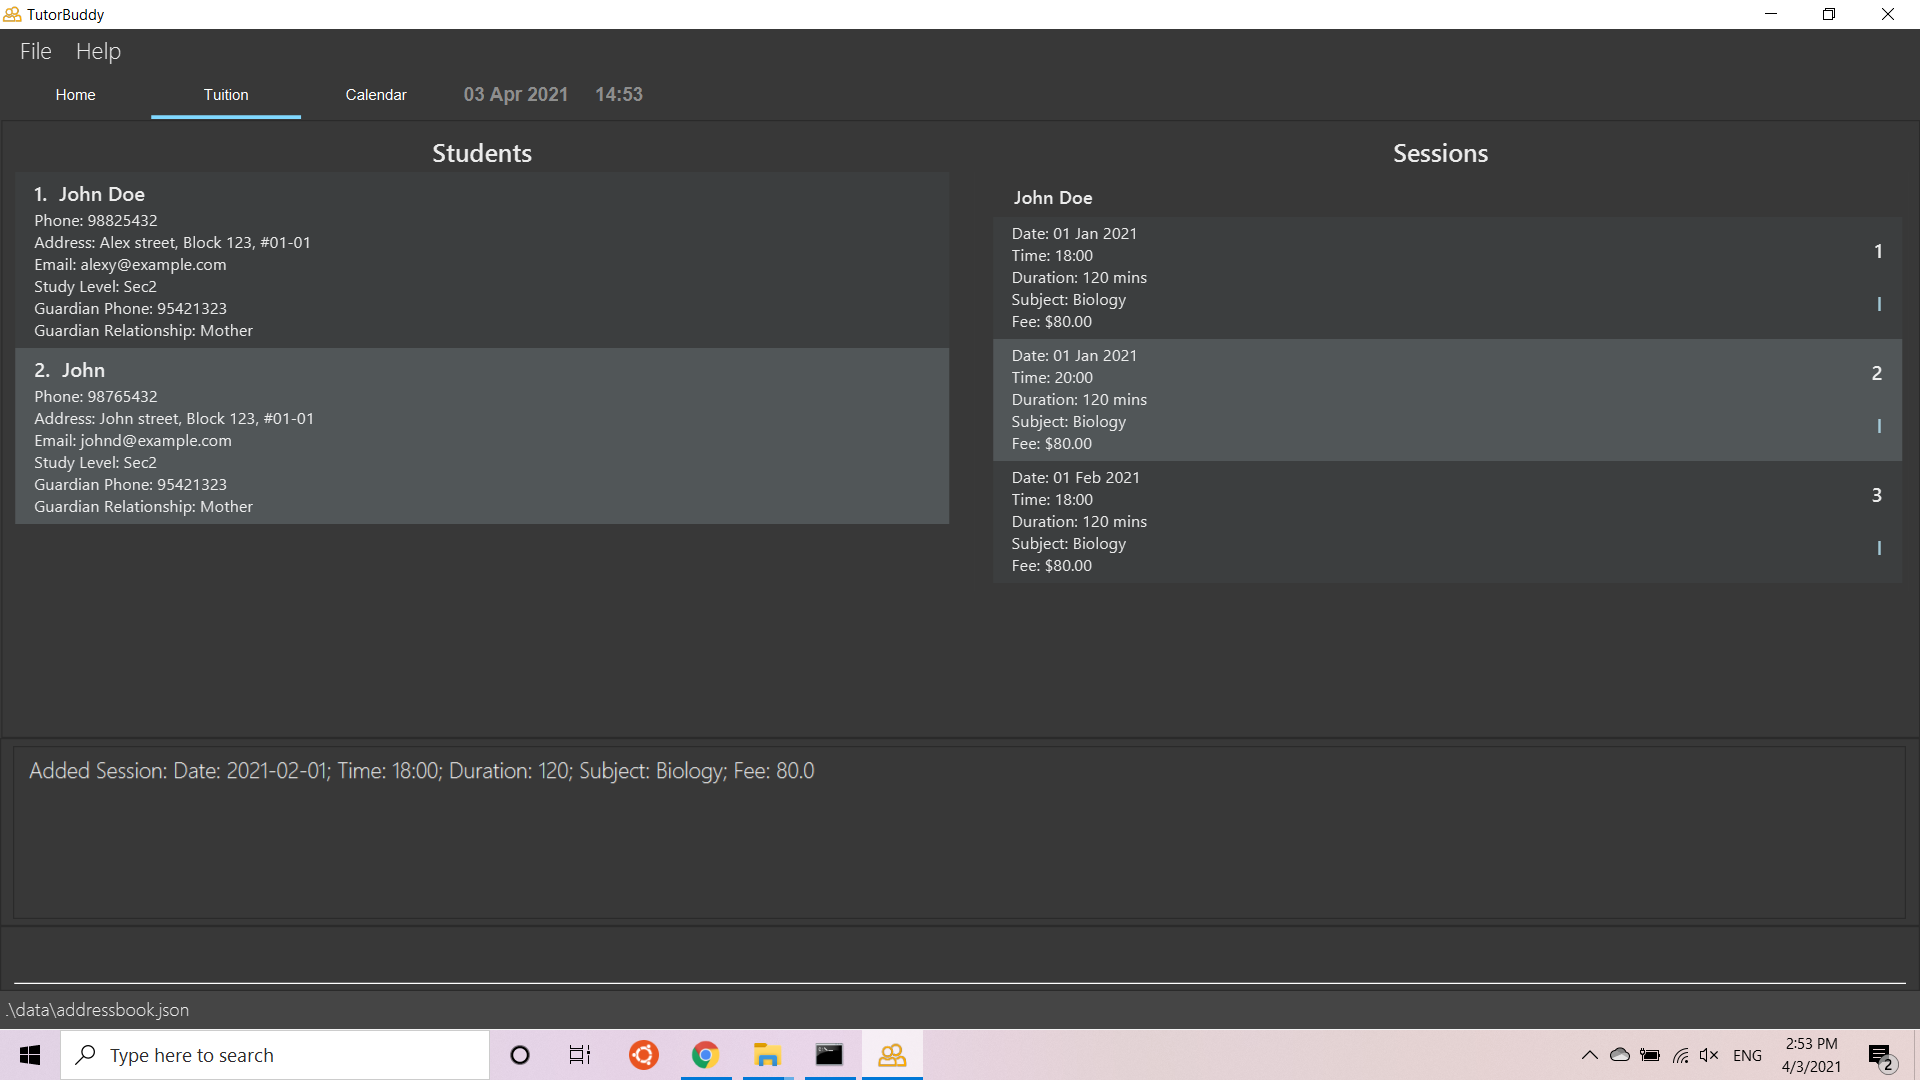 TutorBuddy
File Help
Home Tuition Calendar 03 Apr 2021 14:53
Students
1. John Doe
Phone: 98825432
Address: Alex street, Block 123, #01-01
Email: alexy@example.com
Study Level: Sec2
Guardian Phone: 95421323
Guardian Relationship: Mother
2. John
Phone: 98765432
Address: John street, Block 123, #01-01
Email: johnd@example.com
Study Level: Sec2
Guardian Phone: 95421323
Guardian Relationship: Mother
Sessions
John Doe
Date: 01 Jan 2021
1
Time: 18:00
Duration: 120 mins
Subject: Biology
I
Fee: $80.00
Date: 01 Jan 2021
2
Time: 20:00
Duration: 120 mins
Subject: Biology
I
Fee: $80.00
Date: 01 Feb 2021
3
Time: 18:00
Duration: 120 mins
Subject: Biology
I
Fee: $80.00
Added Session: Date: 2021-02-01; Time: 18:00; Duration: 120; Subject: Biology; Fee: 80.0
.\data\addressbook.json
Type here to search
ENG
2:53 PM
4/3/2021
2